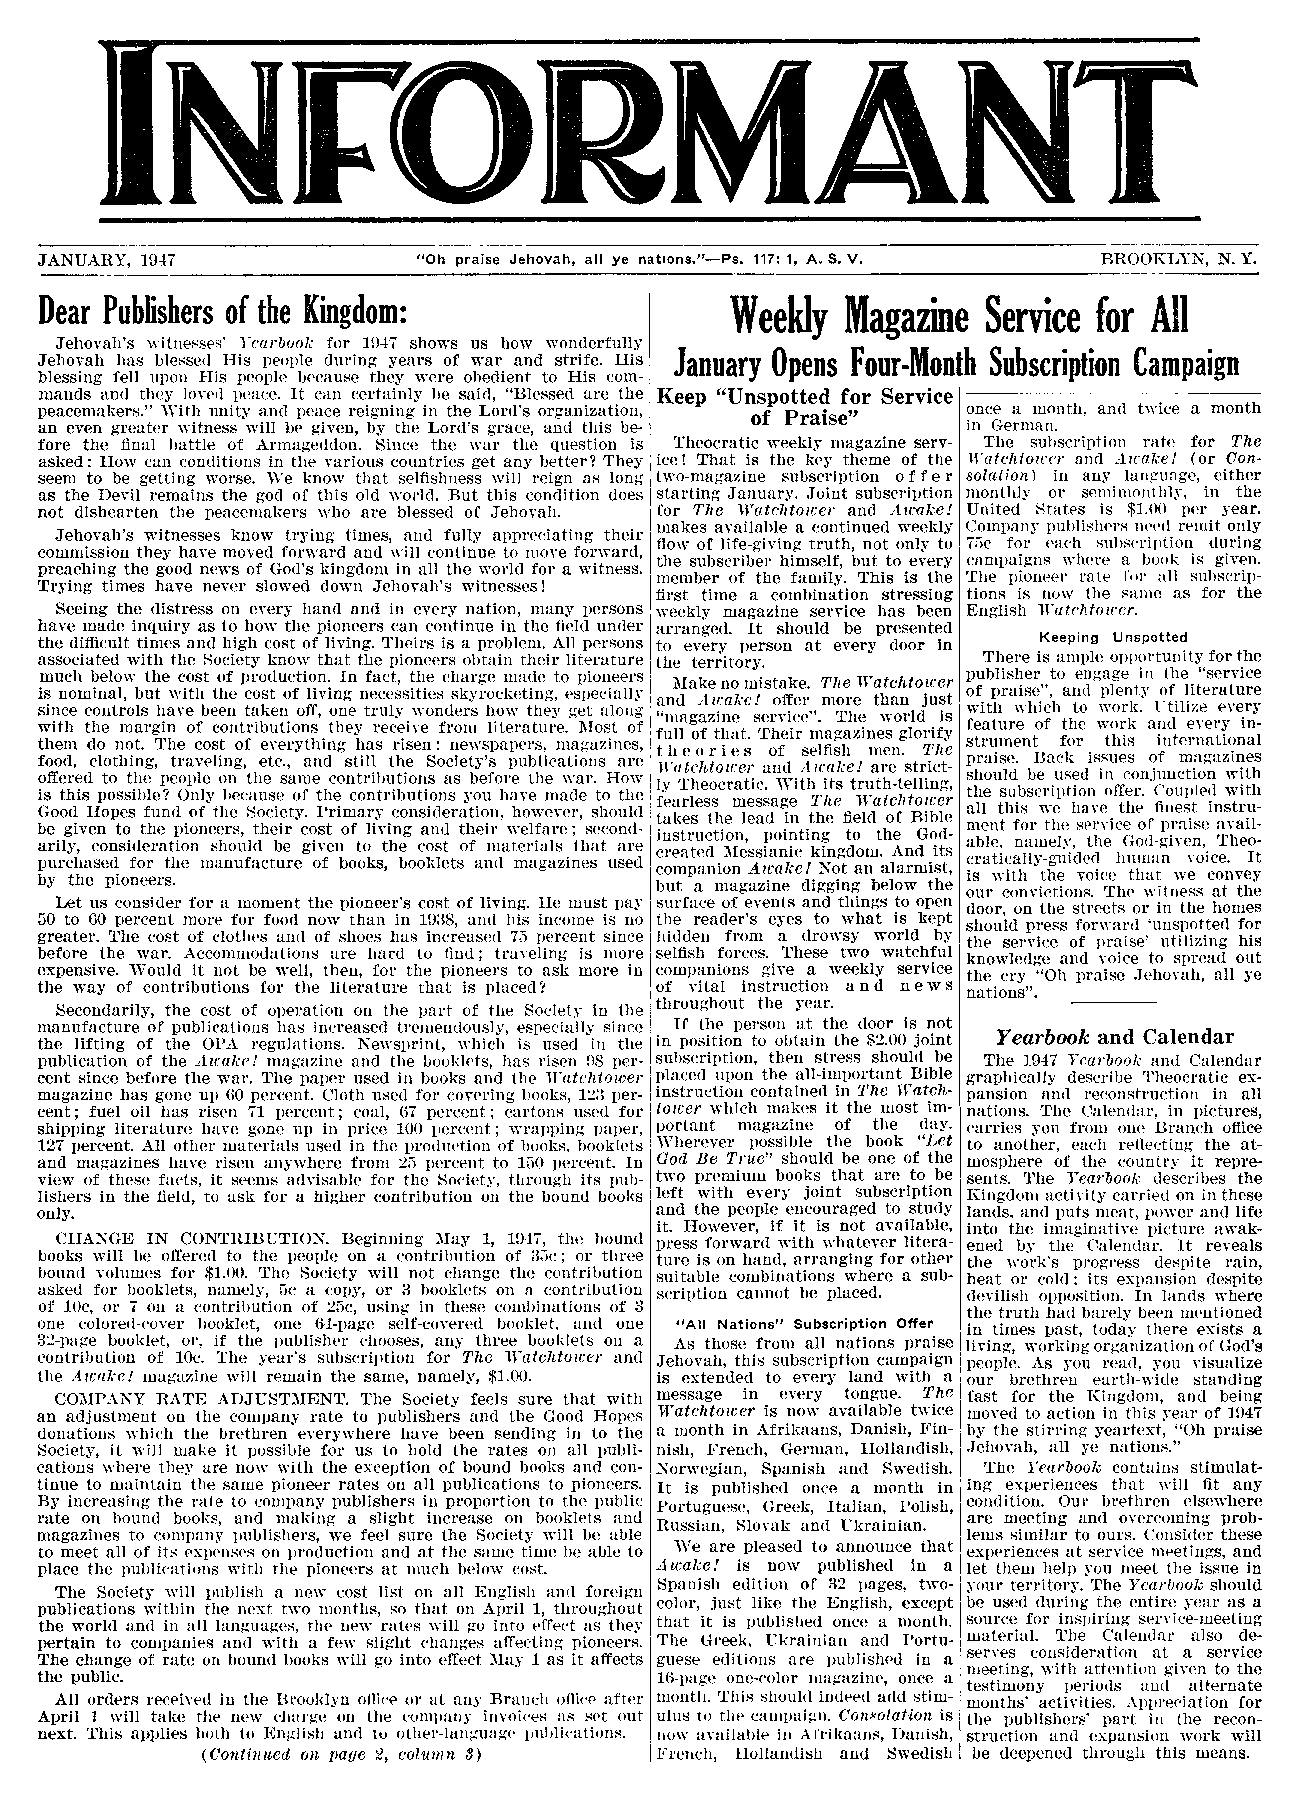 INFORMANT
JANUARY, 1947
"Oh praise Jehovah, all ye nations."—Ps. 117:1, A. S. V.
BROOKLYN, N. Y.
Dear Publishers of the Kingdom:
Jehovah's witnesses' Yearbook for 1947 shows us how wonderfully
Jehovah has blessed His people during years of war and strife. His
blessing fell upon His people because they were obedient to His com-
mands and they loved peace. It can certainly be said, "Blessed are the
peacemakers." With unity and peace reigning in the Lord's organization,
an even greater witness will be given, by the Lord's grace, and this be-
fore the final battle of Armageddon. Since the war the question is
asked: How can conditions in the various countries get any better? They
seem to be getting worse. We know that selfishness will reign as long
as the Devil remains the god of this old world. But this condition does
not dishearten the peacemakers who are blessed of Jehovah.
Jehovah's witnesses know trying times, and fully appreciating their
commission they have moved forward and will continue to move forward,
preaching the good news of God's kingdom in all the world for a witness.
Trying times have never slowed down Jehovah's witnesses!
Seeing the distress on every hand and in every nation, many persons
have made inquiry as to how the pioneers can continue in the field under
the difficult times and high cost of living. Theirs is a problem. All persons
associated with the Society know that the pioneers obtain their literature
much below the cost of production. In fact, the charge made to pioneers
is nominal, but with the cost of living necessities skyrocketing, especially
since controls have been taken off, one truly wonders how they get along
with the margin of contributions they receive from literature. Most of
them do not. The cost of everything has risen: newspapers, magazines,
food, clothing, traveling, etc., and still the Society's publications are
offered to the people on the same contributions as before the war. How
is this possible? Only because of the contributions you have made to the
Good Hopes fund of the Society. Primary consideration, however, should
be given to the pioneers, their cost of living and their welfare; second-
arily, consideration should be given to the cost of materials that are
purchased for the manufacture of books, booklets and magazines used
by the pioneers.
Let us consider for a moment the pioneer's cost of living. He must pay
50 to 60 percent more for food now than in 1938, and his income is no
greater. The cost of clothes and of shoes has increased 75 percent since
before the war. Accommodations are hard to find; traveling is more
expensive. Would it not be well, then, for the pioneers to ask more in
the way of contributions for the literature that is placed?
Secondarily, the cost of operation on the part of the Society in the
manufacture of publications has increased tremendously, especially since
the lifting of the OPA regulations. Newsprint, which is used in the
publication of the Awake! magazine and the booklets, has risen 98 per-
cent since before the war. The paper used in books and the Watchtower
magazine has gone up 60 percent. Cloth used for covering books, 123 per-
cent; fuel oil has risen 71 percent; coal, 67 percent; cartons used for
shipping literature have gone up in price 100 percent; wrapping paper,
127 percent. All other materials used in the production of books, booklets
and magazines have risen anywhere from 25 percent to 150 percent. In
view of these facts, it seems advisable for the Society, through its pub-
lishers in the field, to ask for a higher contribution on the bound books
only.
CHANGE IN CONTRIBUTION. Beginning May 1, 1947, the bound
books will be offered to the people on a contribution of 35c; or three
bound volumes for $1.00. The Society will not change the contribution
asked for booklets, namely, 5c a copy, or 3 booklets on a contribution
of 10c, or 7 on a contribution of 25c, using in these combinations of 3
one colored-cover booklet, one 64-page self-covered booklet, and one
32-page booklet, or, if the publisher chooses, any three booklets on a
contribution of 10c. The year's subscription for The Watchtower and
the Awake! magazine will remain the same, namely, $1.00.
COMPANY RATE ADJUSTMENT. The Society feels sure that with
an adjustment on the company rate to publishers and the Good Hopes
donations which the brethren everywhere have been sending in to the
Society, it will make it possible for us to hold the rates on all publi-
cations where they are now with the exception of bound books and con-
tinue to maintain the same pioneer rates on all publications to pioneers.
By increasing the rate to company publishers in proportion to the public
rate on bound books, and making a slight increase on booklets and
magazines to company publishers, we feel sure the Society will be able
to meet all of its expenses on production and at the same time be able to
place the publications with the pioneers at much below cost.
The Society will publish a new cost list on all English and foreign
publications within the next two months, so that on April 1, throughout
the world and in all languages, the new rates will go into effect as they
pertain to companies and with a few slight changes affecting pioneers.
The change of rate on bound books will go into effect May 1 as it affects
the public.
All orders received in the Brooklyn office or at any Branch office after
April 1 will take the new charge on the company invoices as set out
next. This applies both to English and to other-language publications.
(Continued on page 2, column 3)
Weekly Magazine Service for All
January Opens Four-Month Subscription Campaign
Keep "Unspotted for Service
of Praise"
Theocratic weekly magazine serv-
ice! That is the key theme of the
two-magazine subscription offer
starting January. Joint subscription
for The Watchtower and Awake!
makes available a continued weekly
flow of life-giving truth, not only to
the subscriber himself, but to every
member of the family. This is the
first time a combination stressing
weekly magazine service has been
arranged. It should be presented
to every person at every door in
the territory.
Make no mistake. The Watchtower
and Awake! offer more than just
"magazine service". The world is
full of that. Their magazines glorify
theories of selfish men. The
Watchtower and Awake! are strict-
ly Theocratic. With its truth-telling,
fearless message The Watchtower
takes the lead in the field of Bible
instruction, pointing to the God-
created Messianic kingdom. And its
companion Awake! Not an alarmist,
but a magazine digging below the
surface of events and things to open
the reader's eyes to what is kept
hidden from a drowsy world by
selfish forces. These two watchful
companions give a weekly service
of vital instruction and news
throughout the year.
If the person at the door is not
in position to obtain the $2.00 joint
subscription, then stress should be
placed upon the all-important Bible
instruction contained in The Watch-
tower which makes it the most im-
portant magazine of the day.
Wherever possible the book "Let
God Be True" should be one of the
two premium books that are to be
left with every joint subscription
and the people encouraged to study
it. However, if it is not available,
press forward with whatever litera-
ture is on hand, arranging for other
suitable combinations where a sub-
scription cannot be placed.
"All Nations" Subscription Offer
As those from all nations praise
Jehovah, this subscription campaign
is extended to every land with a
message in every tongue. The
Watchtower is now available twice
a month in Afrikaans, Danish, Fin-
nish, French, German, Hollandish,
Norwegian, Spanish and Swedish.
It is published once a month in
Portuguese, Greek, Italian, Polish,
Russian, Slovak and Ukrainian.
We are pleased to announce that
Awake! is now published in a
Spanish edition of 32 pages, two-
color, just like the English, except
that it is published once a month.
The Greek, Ukrainian and Portu-
guese editions are published in a
16-page one-color magazine, once a
month. This should indeed add stim-
ulus to the campaign. Consolation is
now available in Afrikaans, Danish,
French, Hollandish and Swedish
once a month, and twice a month
in German.
The subscription rate for The
Watchtower and Awake! (or Con-
solation) in any language, either
monthly or semimonthly, in the
United States is $1.00 per year.
Company publishers need remit only
75c for each subscription during
campaigns where a book is given.
The pioneer rate for all subscrip-
tions is now the same as for the
English Watchtower.
Keeping Unspotted
There is ample opportunity for the
publisher to engage in the "service
of praise", and plenty of literature
with which to work. Utilize every
feature of the work and every in-
strument for this international
praise. Back issues of magazines
should be used in conjunction with
the subscription offer. Coupled with
all this we have the finest instru-
ment for the service of praise avail-
able, namely, the God-given, Theo-
cratically-guided human voice. It
is with the voice that we convey
our convictions. The witness at the
door, on the streets or in the homes
should press forward 'unspotted for
the service of praise' utilizing his
knowledge and voice to spread out
the cry "Oh praise Jehovah, all ye
nations".
Yearbook and Calendar
The 1947 Yearbook and Calendar
graphically describe Theocratic ex-
pansion and reconstruction in all
nations. The Calendar, in pictures,
carries you from one Branch office
to another, each reflecting the at-
mosphere of the country it repre-
sents. The Yearbook describes the
Kingdom activity carried on in these
lands, and puts meat, power and life
into the imaginative picture awak-
ened by the Calendar. It reveals
the work's progress despite rain,
heat or cold: its expansion despite
devilish opposition. In lands where
the truth had barely been mentioned
in times past, today there exists a
living, working organization of God's
people. As you read, you visualize
our brethren earth-wide standing
fast for the Kingdom, and being
moved to action in this year of 1947
by the stirring yeartext, "Oh praise
Jehovah, all ye nations."
The Yearbook contains stimulat-
ing experiences that will fit any
condition. Our brethren elsewhere
are meeting and overcoming prob-
lems similar to ours. Consider these
experiences at service meetings, and
let them help you meet the issue in
your territory. The Yearbook should
be used during the entire year as a
source for inspiring service-meeting
material. The Calendar also de-
serves consideration at a service
meeting, with attention given to the
testimony periods and alternate
months' activities. Appreciation for
the publishers' part in the recon-
struction and expansion work will
be deepened through this means.